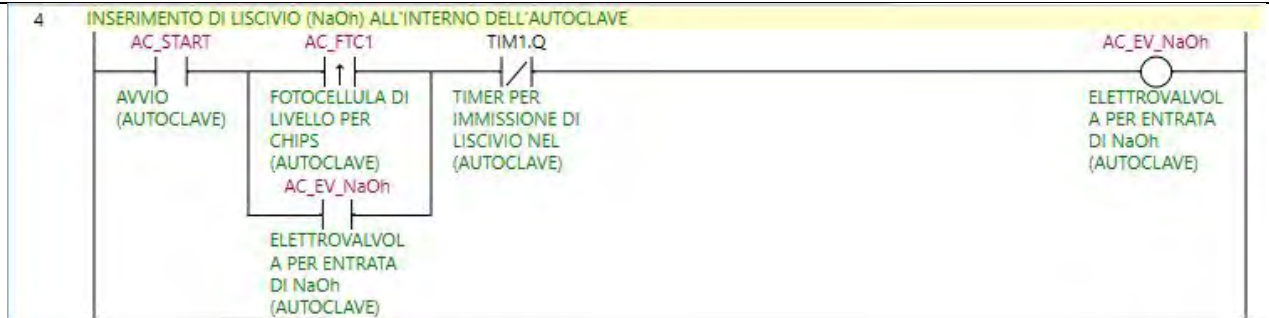 4 INSERIMENTO DI LISCIVIO (NaOh) ALL'INTERNO DELL'AUTOCLAVE
AC_START AC_FTC1 TIM1.Q AC_EV_NaOh
AVVIO
(AUTOCLAVE)
FOTOCELLULA DI
LIVELLO PER
CHIPS
(AUTOCLAVE)
TIMER PER
IMMISSIONE DI
LISCIVIO NEL
(AUTOCLAVE)
ELETTROVALVOL
A PER ENTRATA
DI NaOh
(AUTOCLAVE)
AC_EV_NaOh
ELETTROVALVOL
A PER ENTRATA
DI NaOh
(AUTOCLAVE)